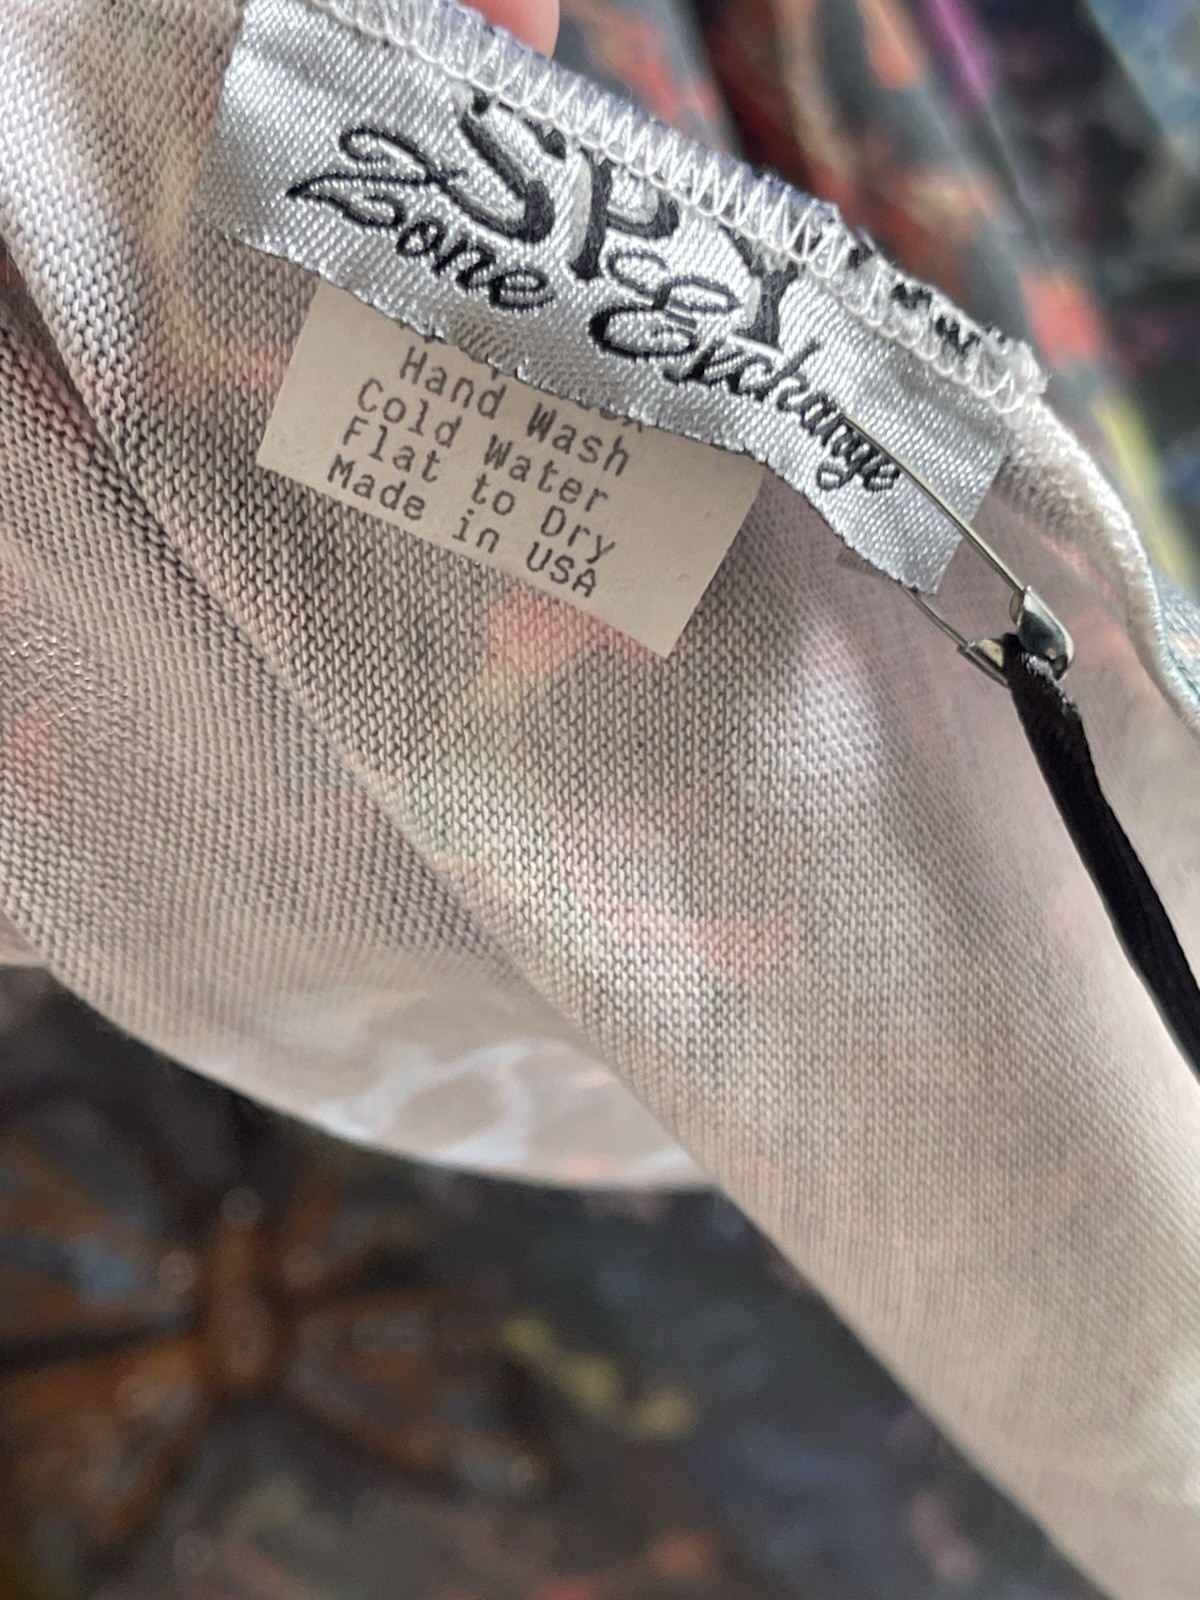 SPY
Zone Exchange
Hand Wash
Cold Water
Flat to Dry
Made in USA